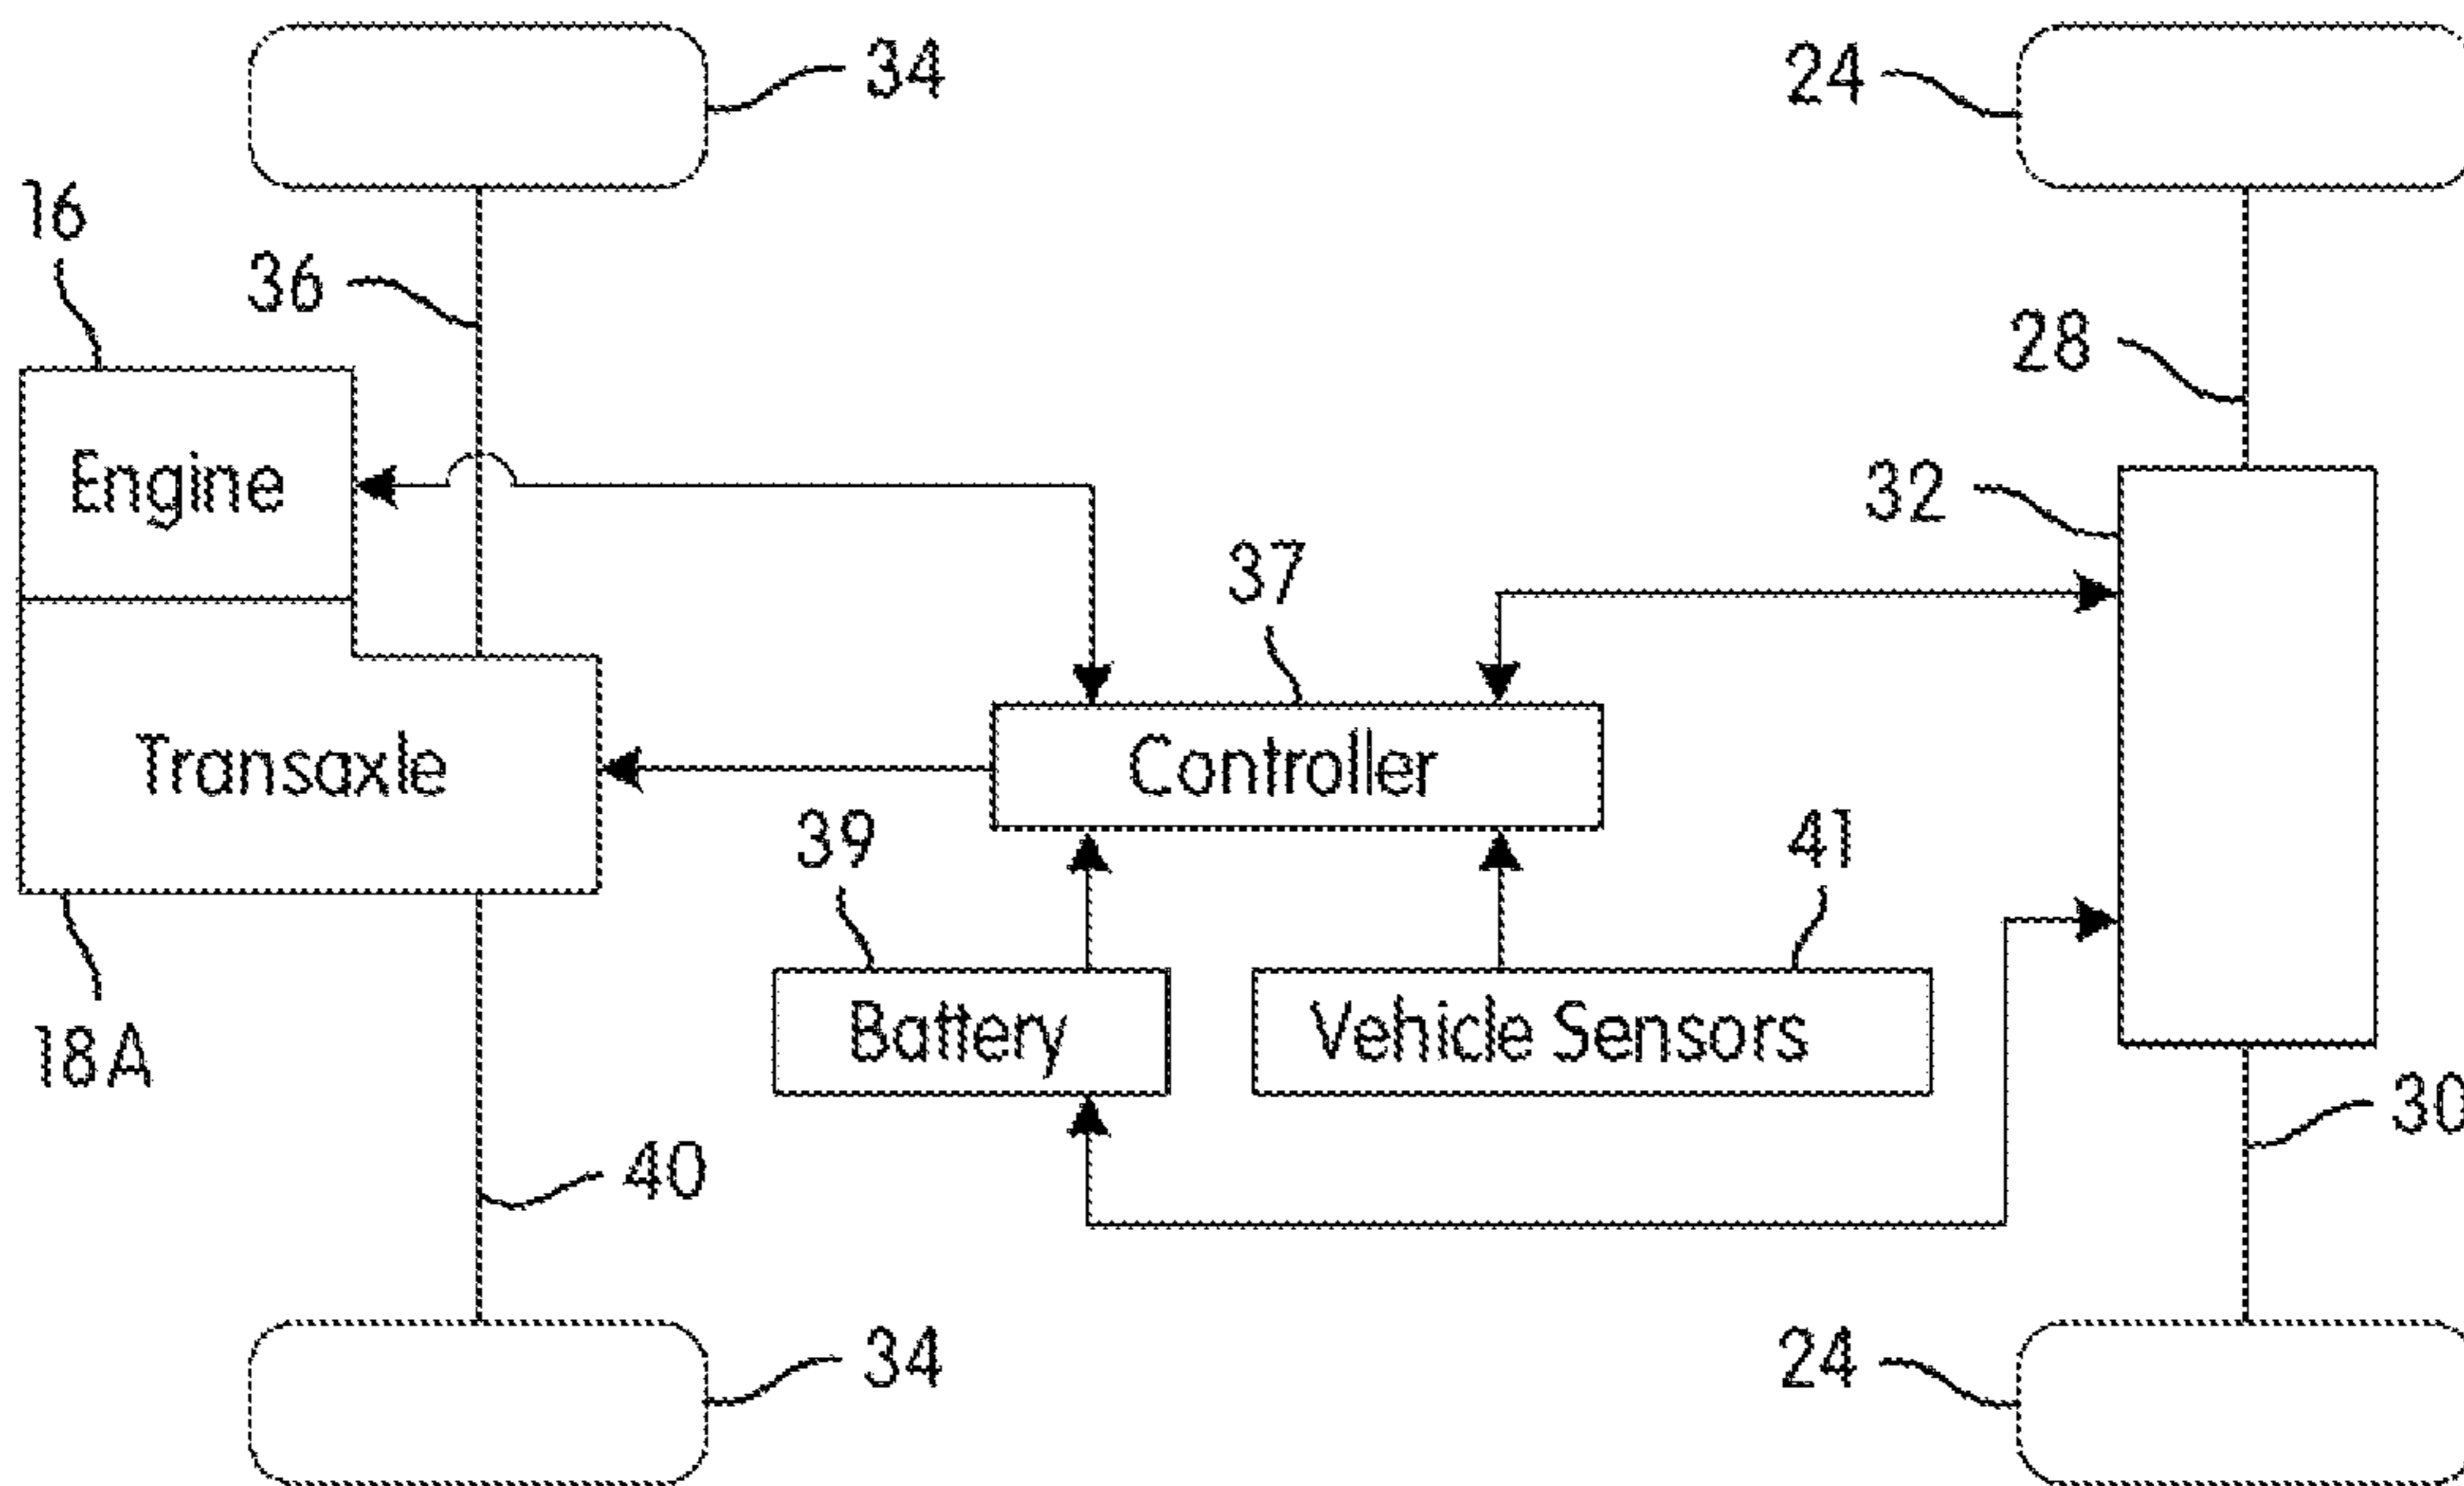 34
24
16
36
28
Engine
32
37
Transaxle
Controller
39
41
Battery
Vehicle Sensors
18A
30
40
34
24